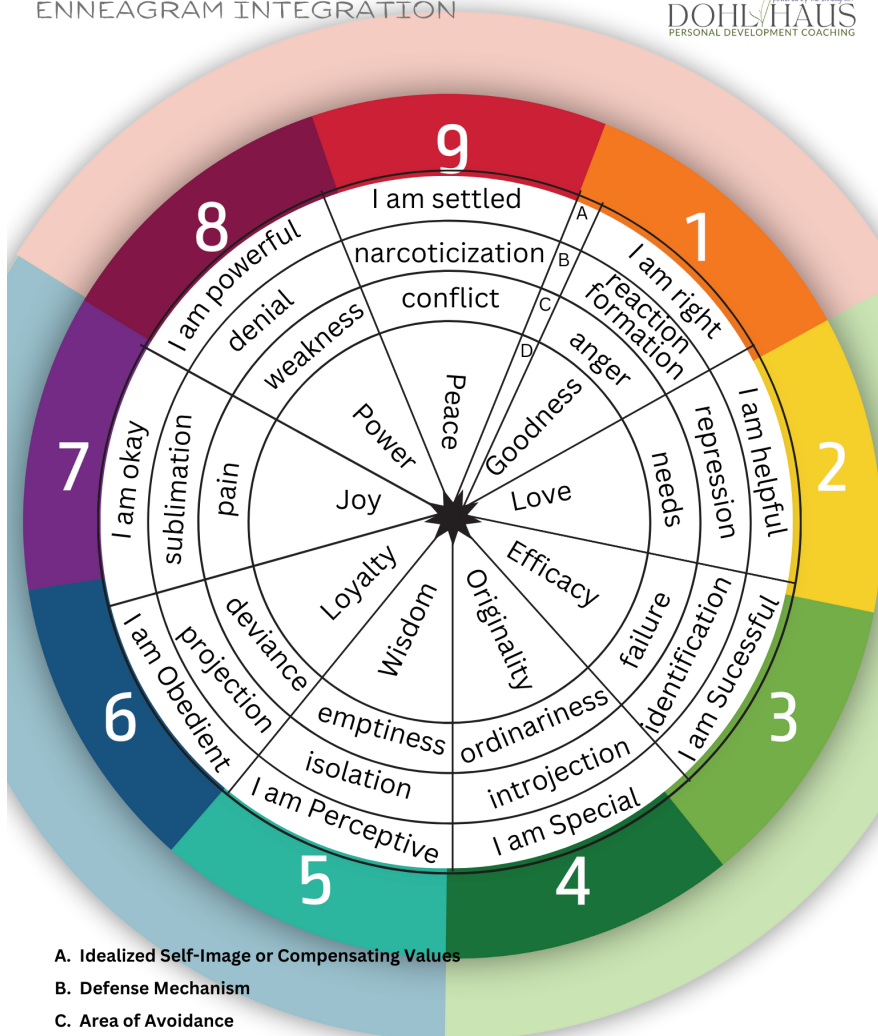 ENNEAGRAM INTEGRATION
DOHL HAUS
PERSONAL DEVELOPMENT COACHING
9
I am settled
narcoticization
conflict
Peace
A
B
C
D
1
I am right
reaction
formation
anger
Goodness
2
I am helpful
repression
needs
Love
3
I am Sucessful
identification
failure
Efficacy
4
I am Special
introjection
ordinariness
Originality
5
I am Perceptive
isolation
emptiness
Wisdom
6
I am Obedient
projection
deviance
Loyalty
7
I am okay
sublimation
pain
Joy
8
I am powerful
denial
weakness
Power
A. Idealized Self-Image or Compensating Values
B. Defense Mechanism
C. Area of Avoidance